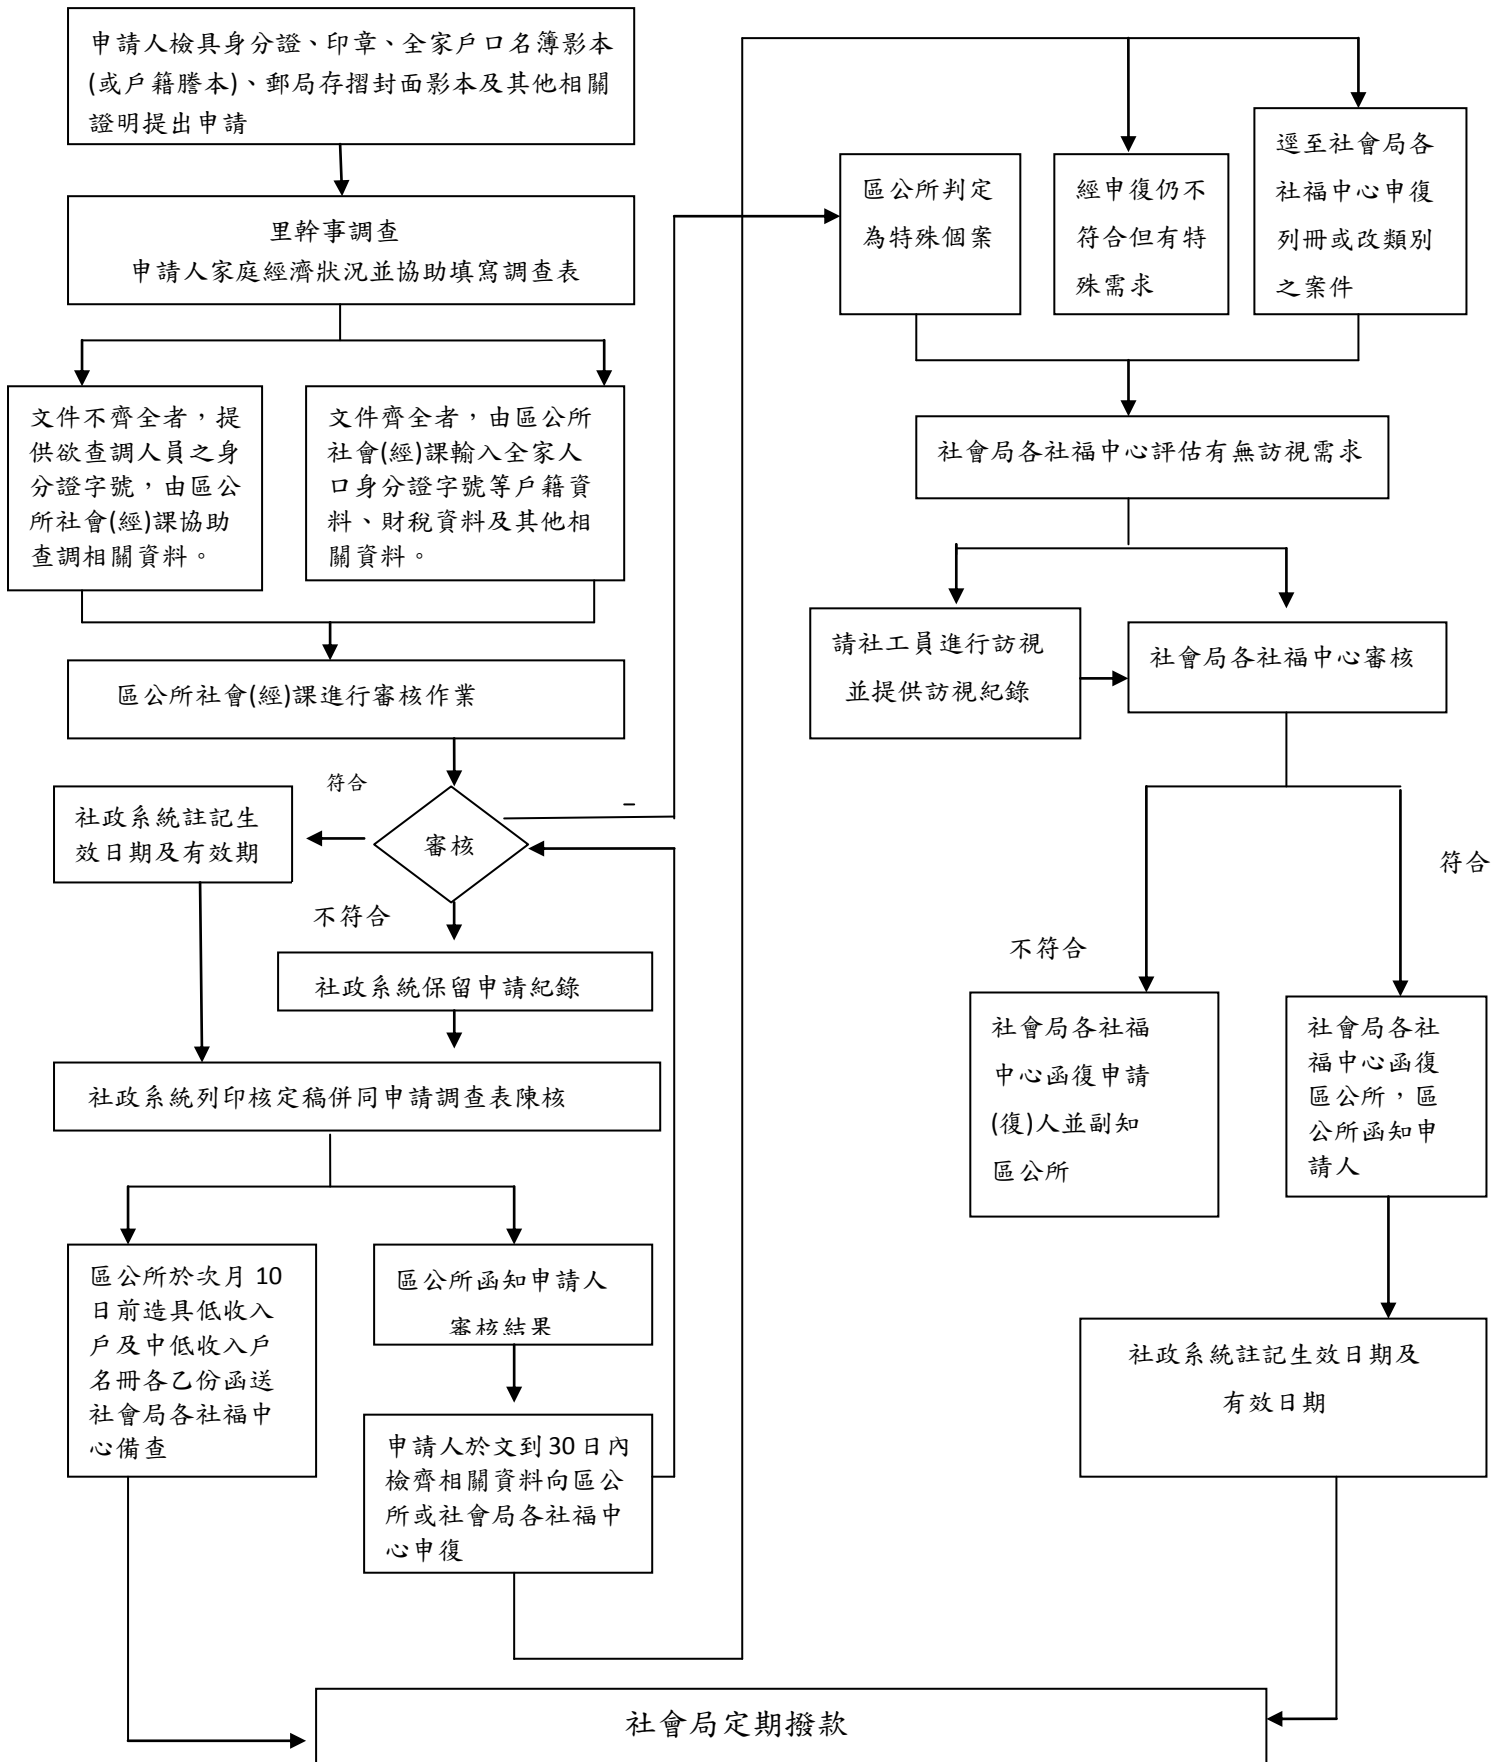 申請人檢具身分證、印章、全家戶口名簿影本
(或戶籍謄本)、郵局存摺封面影本及其他相關
證明提出申請
里幹事調查
申請人家庭經濟狀況並協助填寫調查表
文件不齊全者，提
供欲查調人員之身
分證字號，由區公
所社會(經)課協助
查調相關資料。
文件齊全者，由區公所
社會(經)課輸入全家人
口身分證字號等戶籍資
料、財稅資料及其他相
關資料。
區公所社會(經)課進行審核作業
符合
社政系統註記生
效日期及有效期
審核
不符合
社政系統保留申請紀錄
社政系統列印核定稿併同申請調查表陳核
區公所於次月 10
日前造具低收入
戶及中低收入戶
名冊各乙份函送
社會局各社福中
心備查
區公所函知申請人
審核結果
申請人於文到 30 日內
檢齊相關資料向區公
所或社會局各社福中
心申復
區公所判定
為特殊個案
經申復仍不
符合但有特
殊需求
逕至社會局各
社福中心申復
列冊或改類別
之案件
社會局各社福中心評估有無訪視需求
請社工員進行訪視
並提供訪視紀錄
社會局各社福中心審核
符合
不符合
社會局各社福
中心函復申請
(復)人並副知
區公所
社會局各社
福中心函復
區公所，區
公所函知申
請人
社政系統註記生效日期及
有效日期
社會局定期撥款